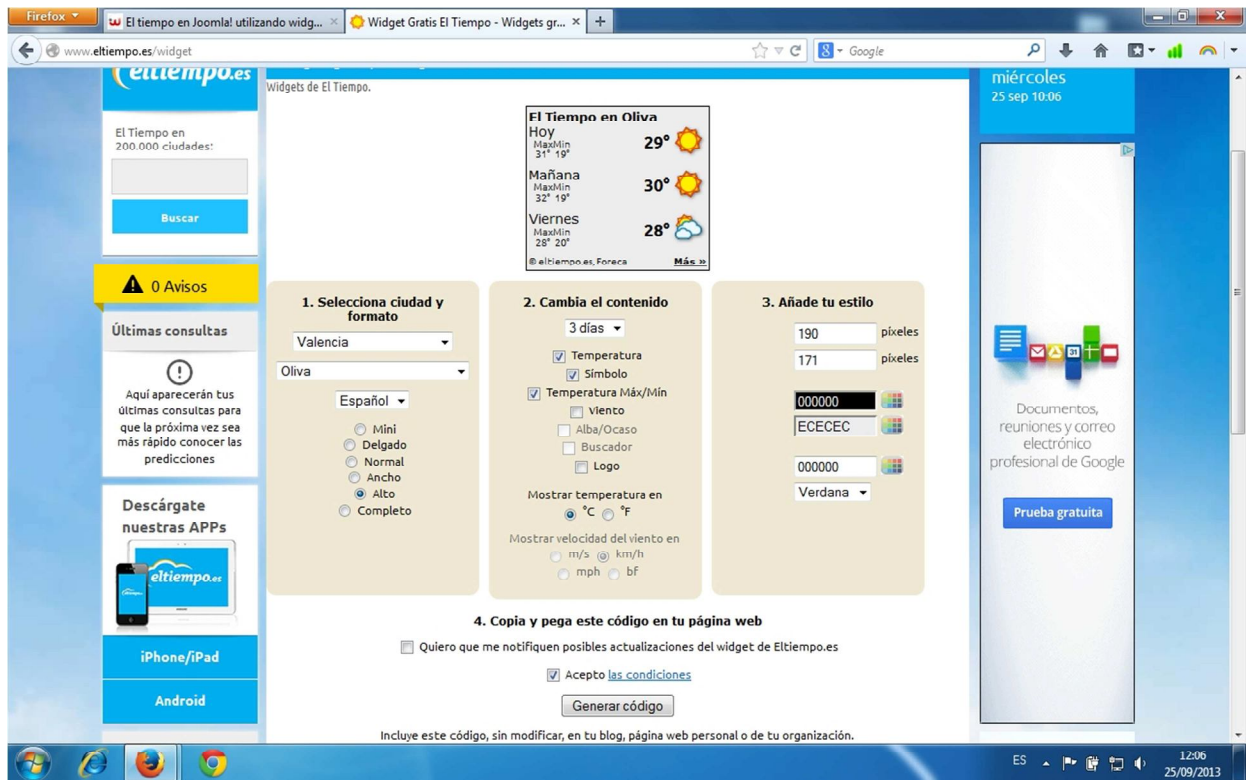 Firefox
El tiempo en Joomla! utilizando widg...
Widget Gratis El Tiempo - Widgets gr...
www.eltiempo.es/widget
Google
eltiempo.es
Widgets de El Tiempo.
miércoles
25 sep 10:06
El Tiempo en
200.000 ciudades:
Buscar
0 Avisos
Últimas consultas
Aquí aparecerán tus
últimas consultas para
que la próxima vez sea
más rápido conocer las
predicciones
Descárgate
nuestras APPs
eltiempo.es
iPhone/iPad
Android
El Tiempo en Oliva
Hoy
MaxMin
31° 19°
29°
Mañana
MaxMin
32° 19°
30°
Viernes
MaxMin
28° 20°
28°
© eltiempo.es, Foreca
Más »
1. Selecciona ciudad y
formato
Valencia
Oliva
Español
Mini
Delgado
Normal
Ancho
Alto
Completo
2. Cambia el contenido
3 días
Temperatura
Símbolo
Temperatura Máx/Mín
Viento
Alba/Ocaso
Buscador
Logo
Mostrar temperatura en
°C °F
Mostrar velocidad del viento en
m/s km/h
mph bf
3. Añade tu estilo
190 píxeles
171 píxeles
000000
ECECEC
000000
Verdana
4. Copia y pega este código en tu página web
Quiero que me notifiquen posibles actualizaciones del widget de Eltiempo.es
Acepto las condiciones
Generar código
Incluye este código, sin modificar, en tu blog, página web personal o de tu organización.
31
Documentos,
reuniones y correo
electrónico
profesional de Google
Prueba gratuita
ES
12:06
25/09/2013